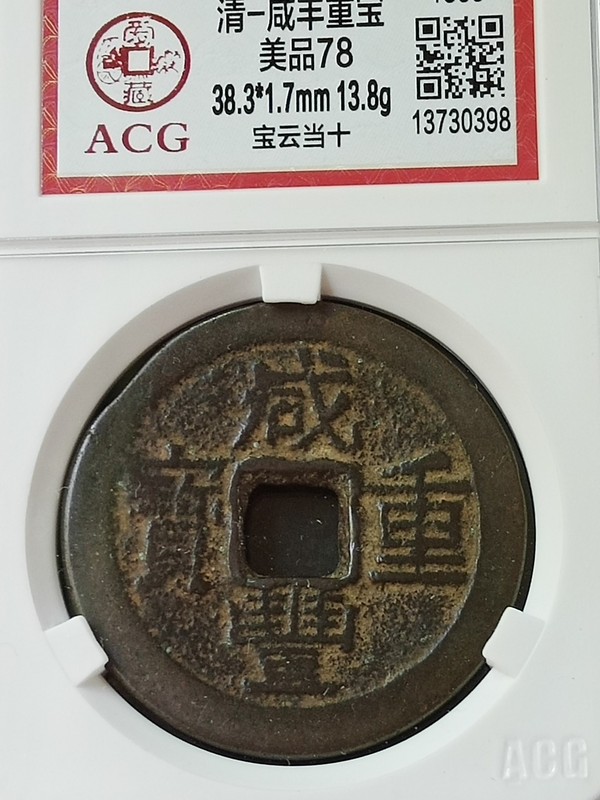 清-咸丰重宝
美品78
38.3*1.7mm 13.8g
宝云当十
13730398
ACG
咸
豐
重
寶
ACG